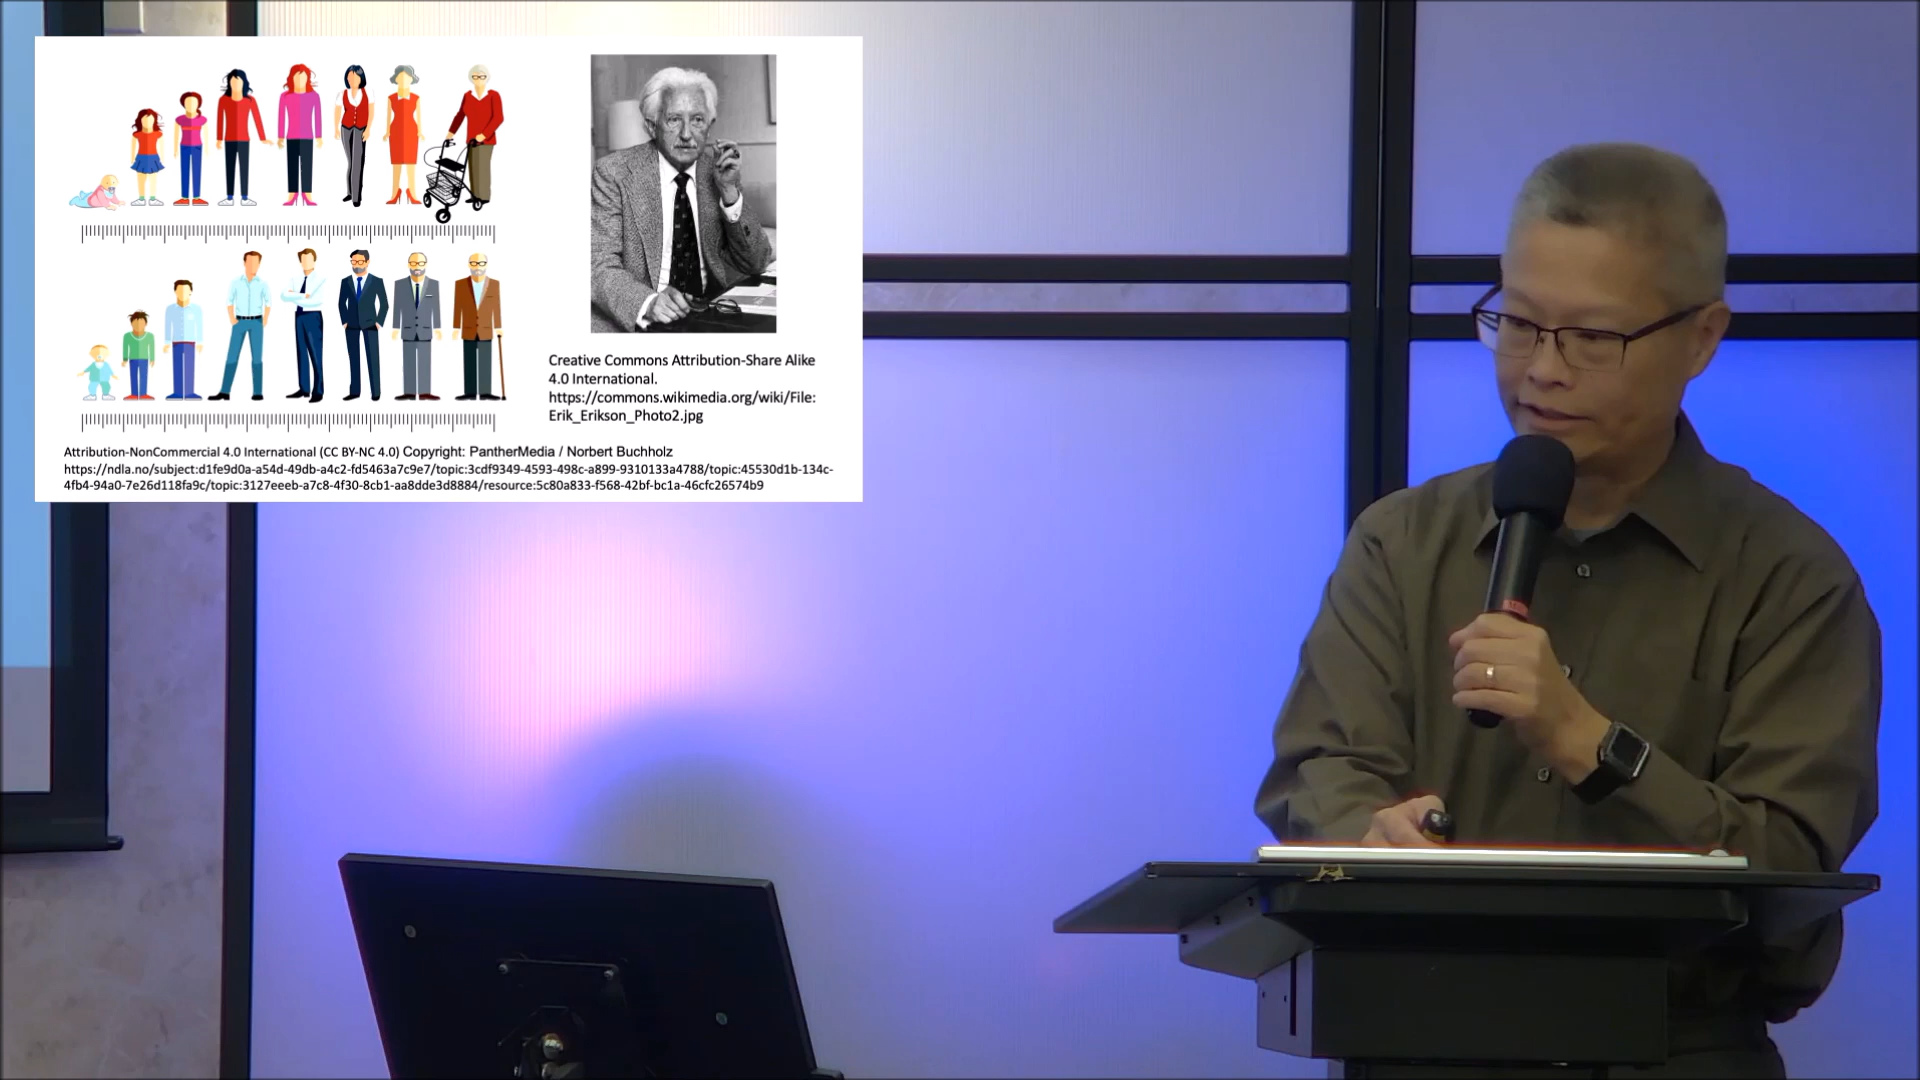 Creative Commons Attribution-Share Alike
4.0 International.
https://commons.wikimedia.org/wiki/File:
Erik_Erikson_Photo2.jpg
Attribution-NonCommercial 4.0 International (CC BY-NC 4.0) Copyright: PantherMedia / Norbert Buchholz
https://ndla.no/subject:d1fe9d0a-a54d-49db-a4c2-fd5463a7c9e7/topic:3cdf9349-4593-498c-a899-9310133a4788/topic:45530d1b-134c-
4fb4-94a0-7e26d118fa9c/topic:3127eeeb-a7c8-4f30-8cb1-aa8dde3d8884/resource:5c80a833-f568-42bf-bc1a-46cfc26574b9